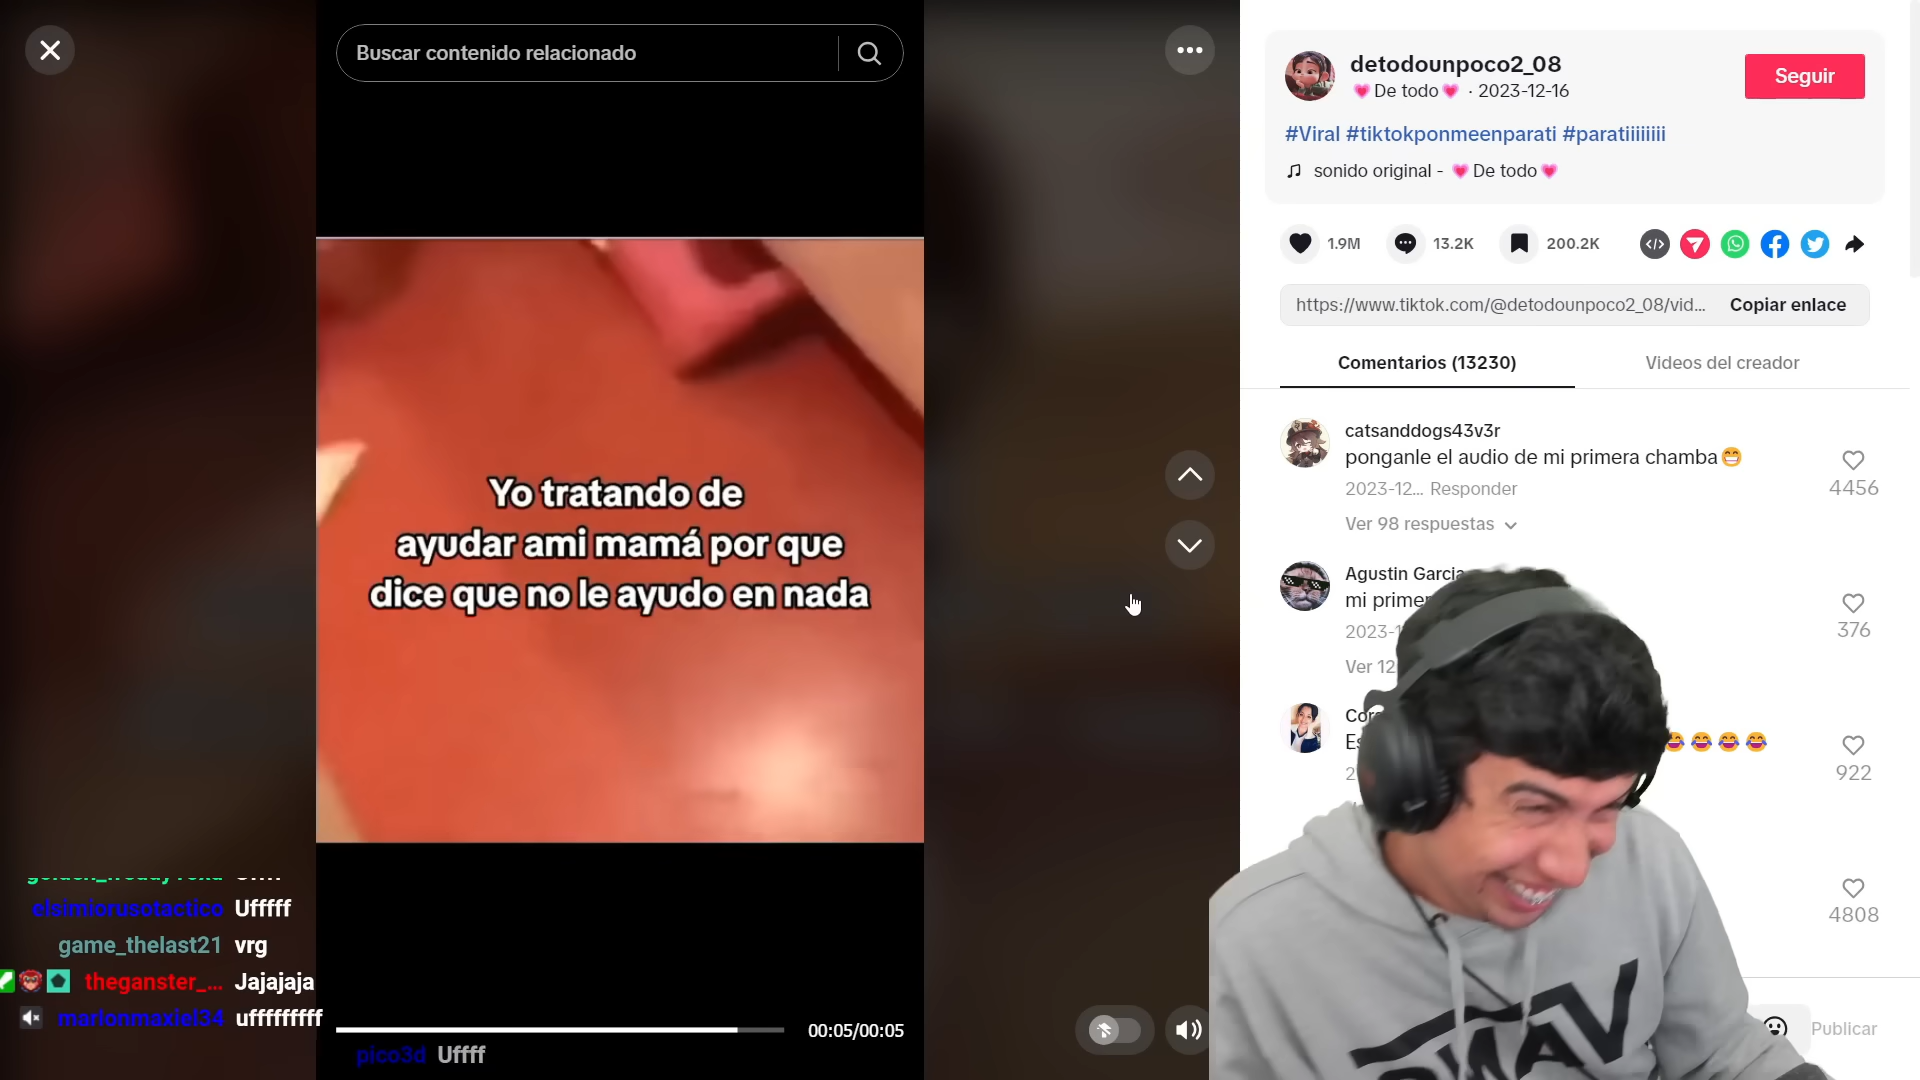 Buscar contenido relacionado
Yo tratando de
ayudar ami mamá por que
dice que no le ayudo en nada
00:05/00:05
elsimiorusotactico Ufffff
game_thelast21 vrg
theganster_... Jajajaja
marlonmaxiel34 ufffffffff
pico3d Uffff
detodounpoco2_08
De todo · 2023-12-16
Seguir
#Viral #tiktokponmeenparati #paratiiiiiiii
sonido original - De todo
1.9M
13.2K
200.2K
https://www.tiktok.com/@detodounpoco2_08/vid...
Copiar enlace
Comentarios (13230)
Videos del creador
catsanddogs43v3r
ponganle el audio de mi primera chamba😁
2023-12... Responder
4456
Ver 98 respuestas
Agustin Garcia
mi primer
376
2023-1
Ver 12
Cor
Es
😂😂😂
922
2
4808
Publicar